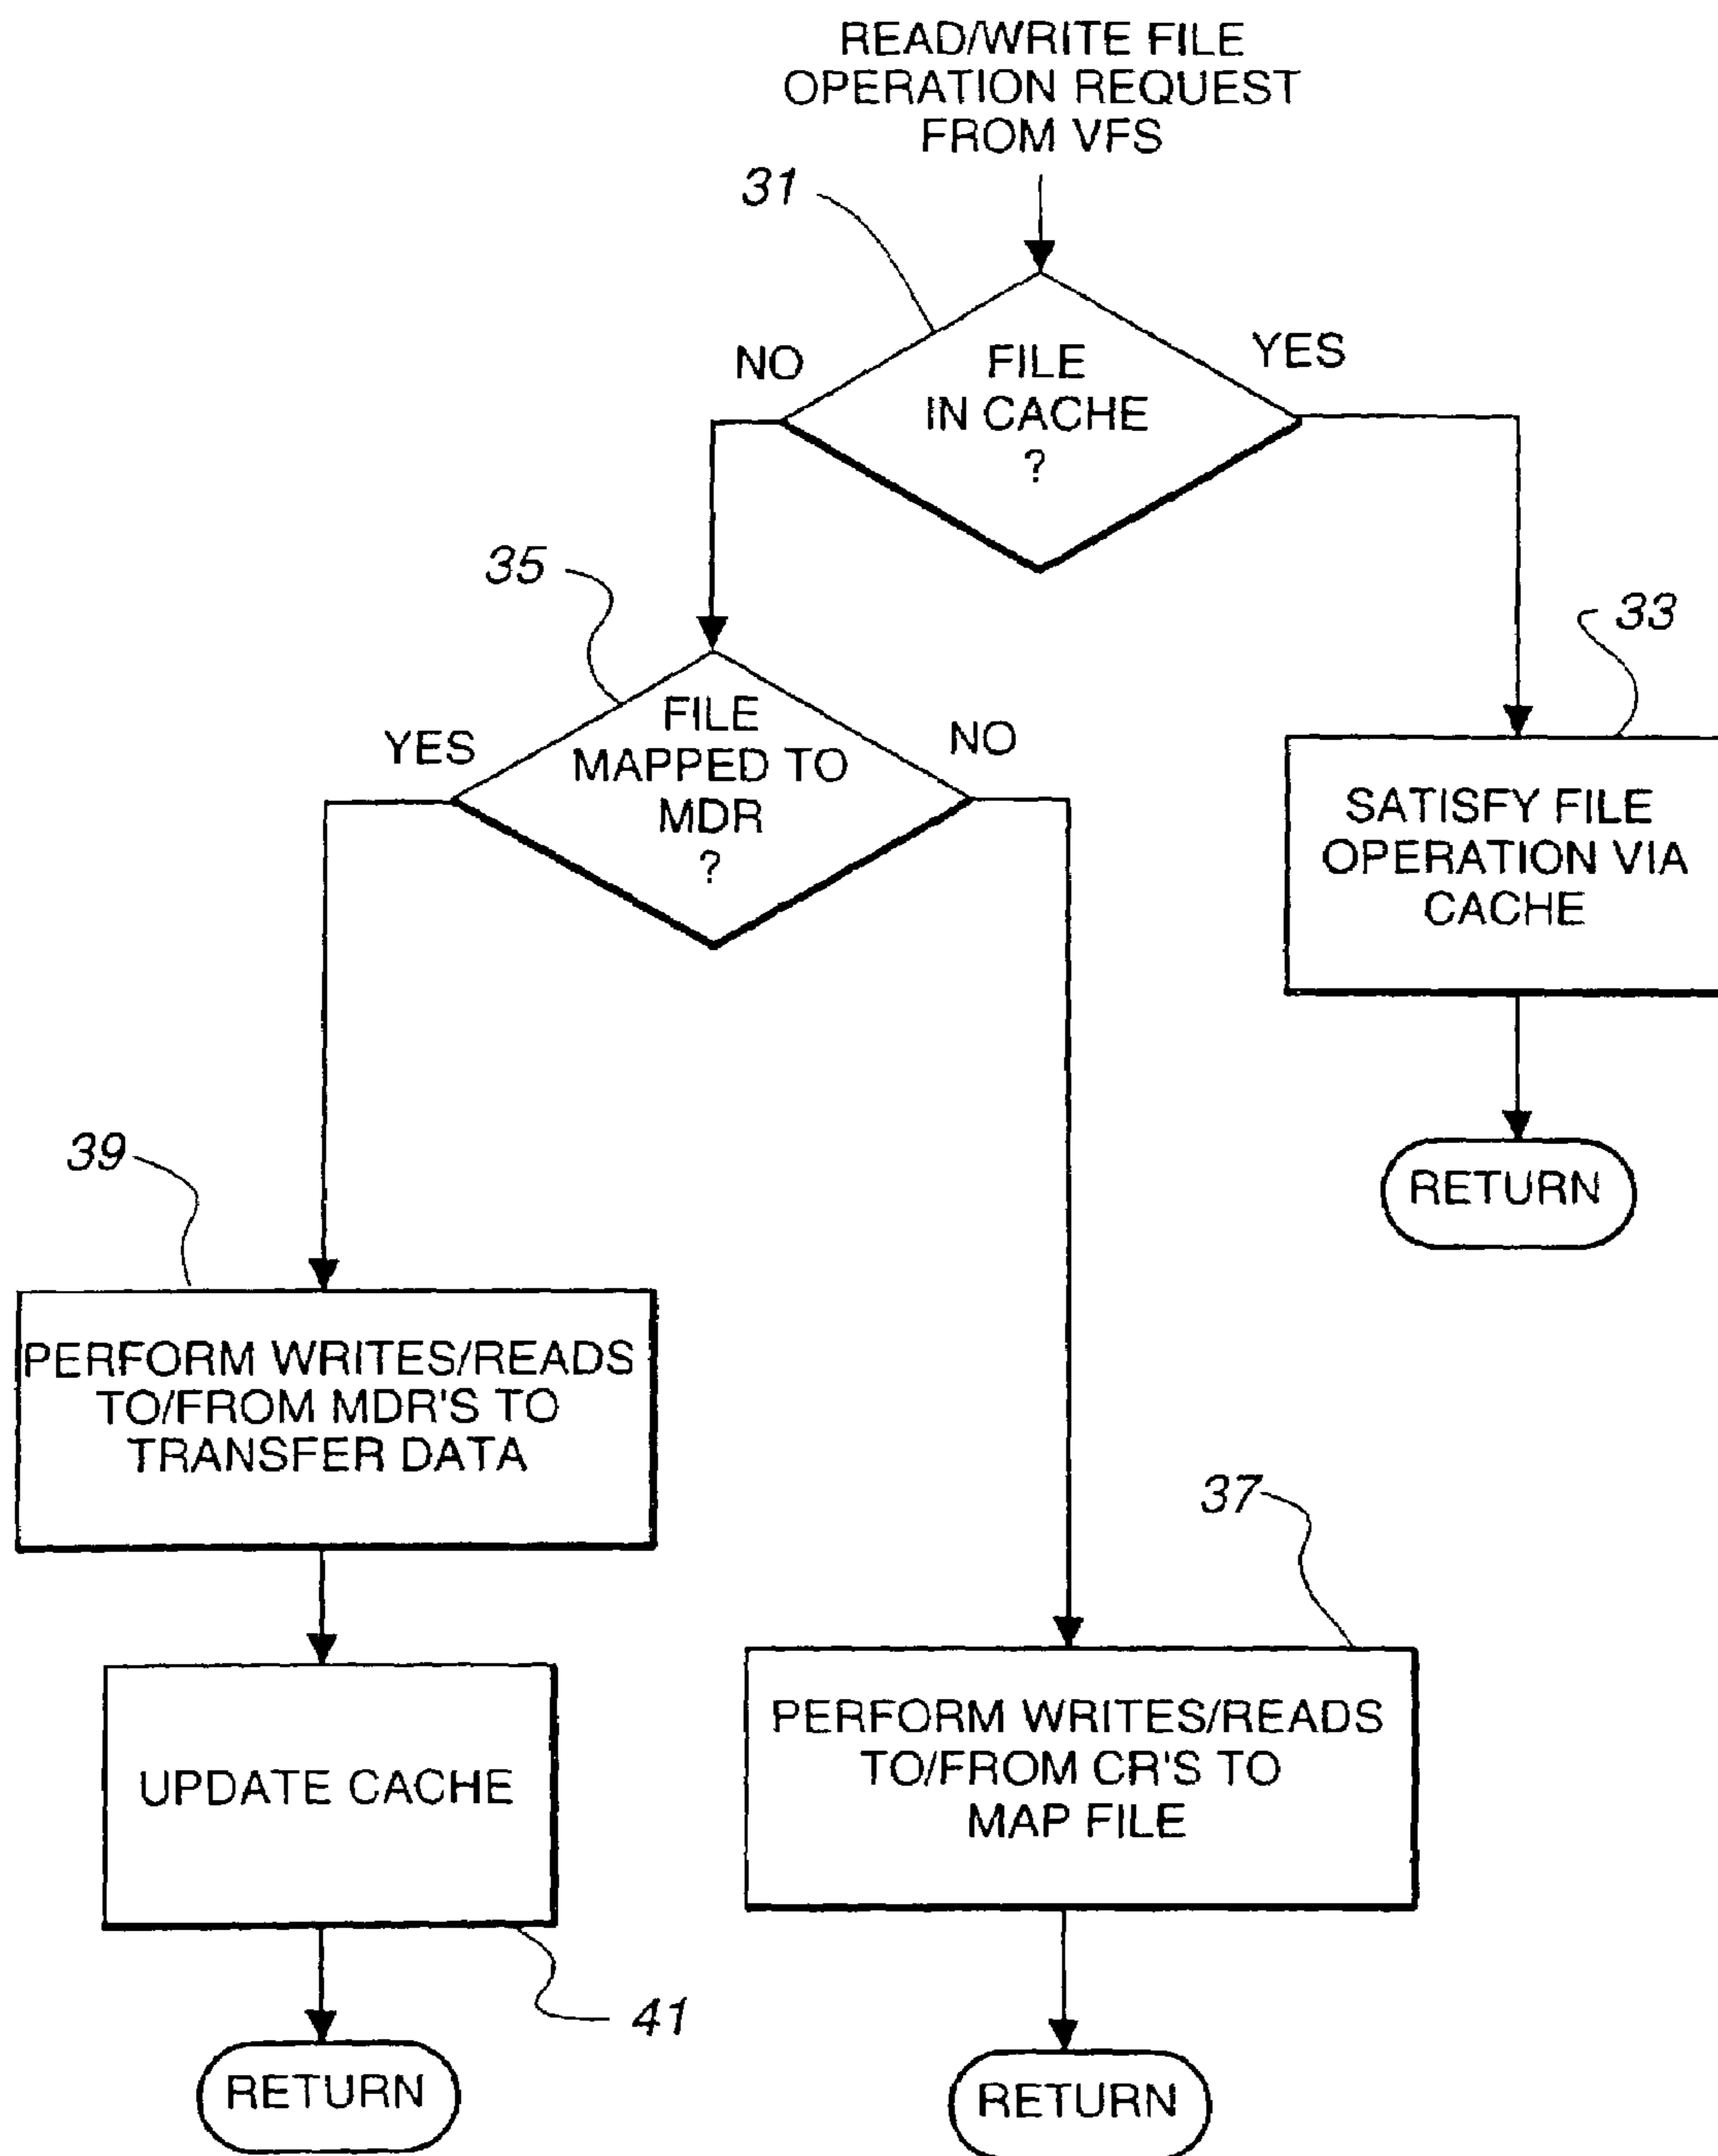 READ/WRITE FILE
OPERATION REQUEST
FROM VFS
31
NO
YES
FILE
IN CACHE
?
35
33
YES
NO
FILE
MAPPED TO
MDR
?
SATISFY FILE
OPERATION VIA
CACHE
RETURN
39
PERFORM WRITES/READS
TO/FROM MDR'S TO
TRANSFER DATA
37
UPDATE CACHE
PERFORM WRITES/READS
TO/FROM CR'S TO
MAP FILE
41
RETURN
RETURN